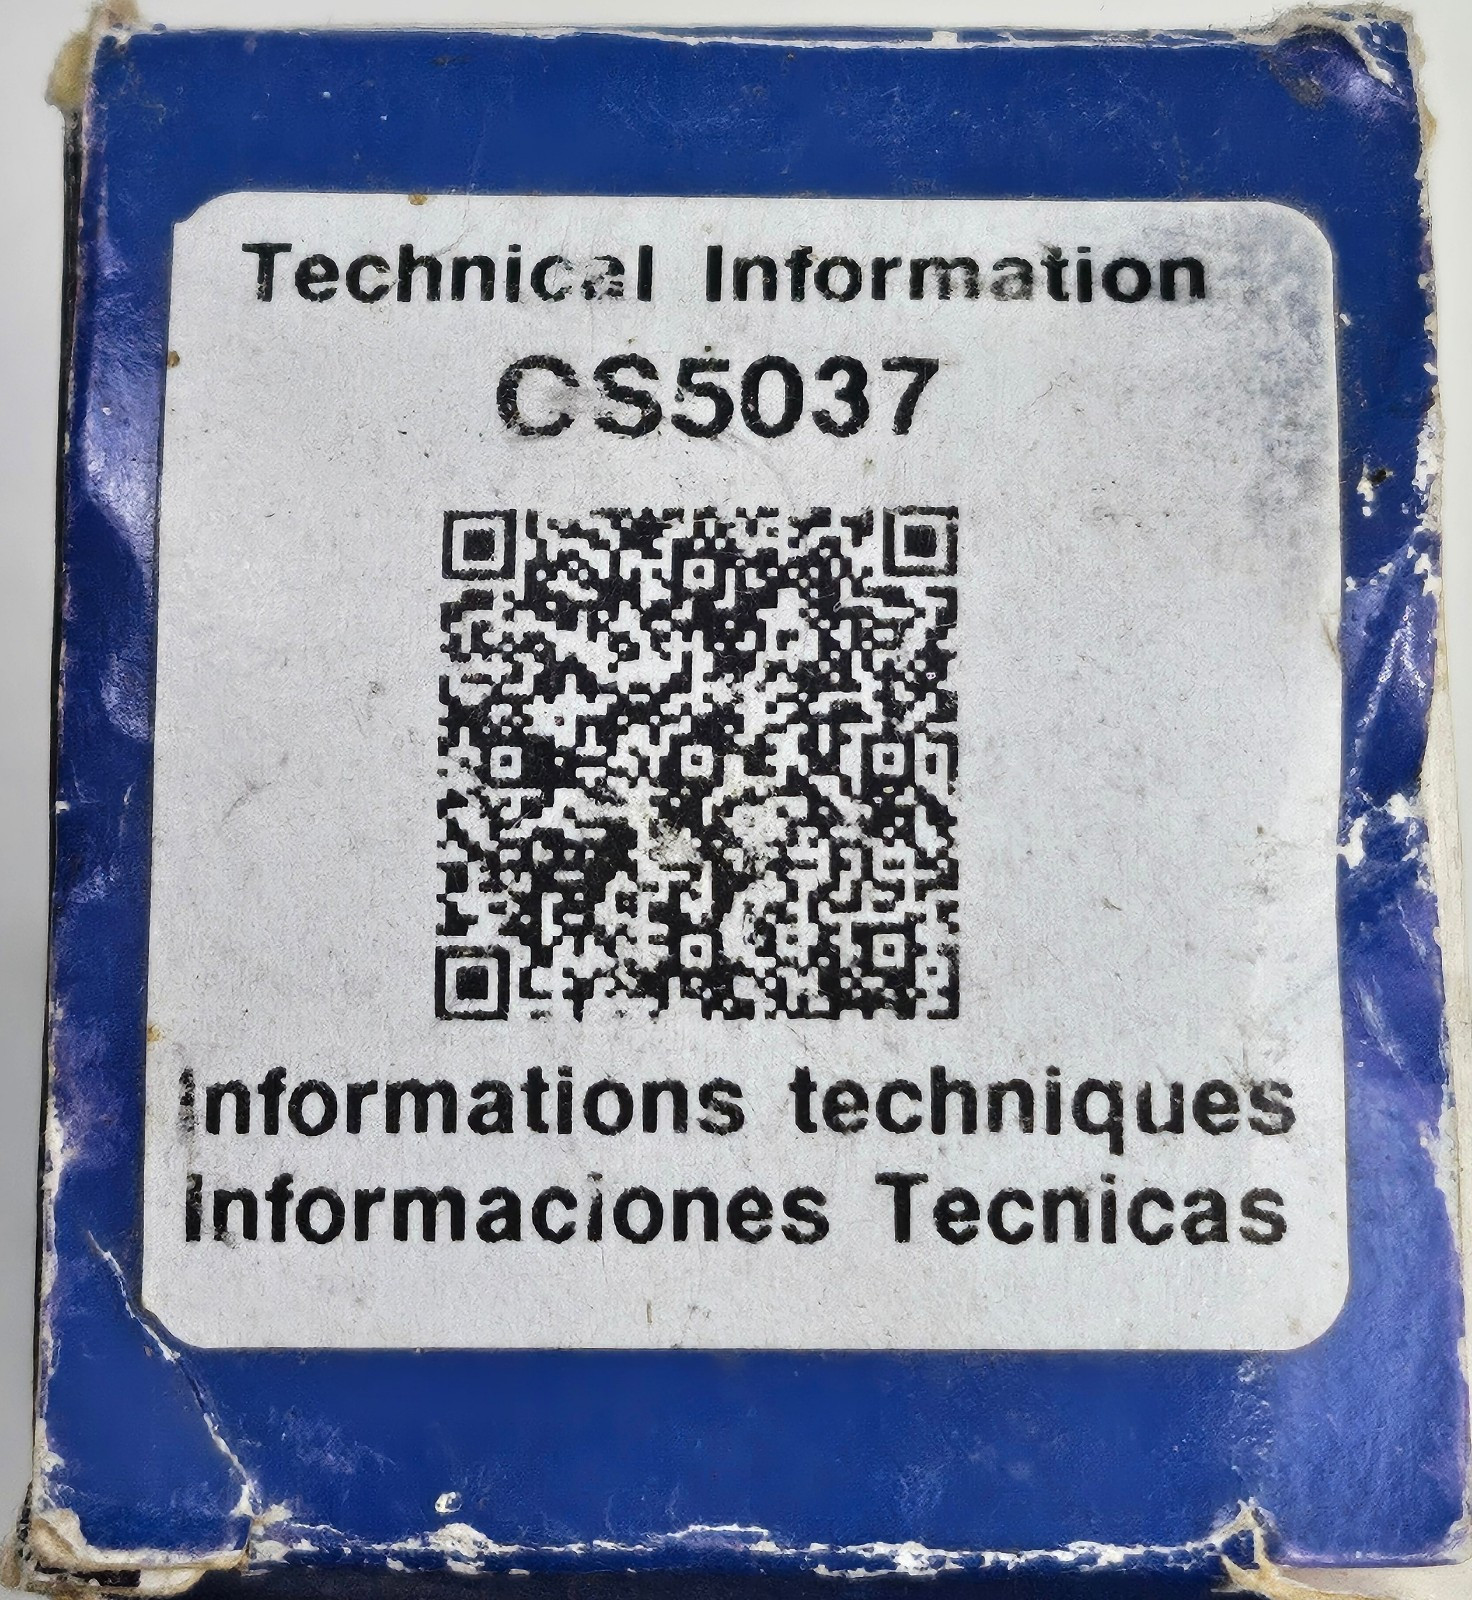 Technical Information
CS5037
Informations techniques
Informaciones Tecnicas